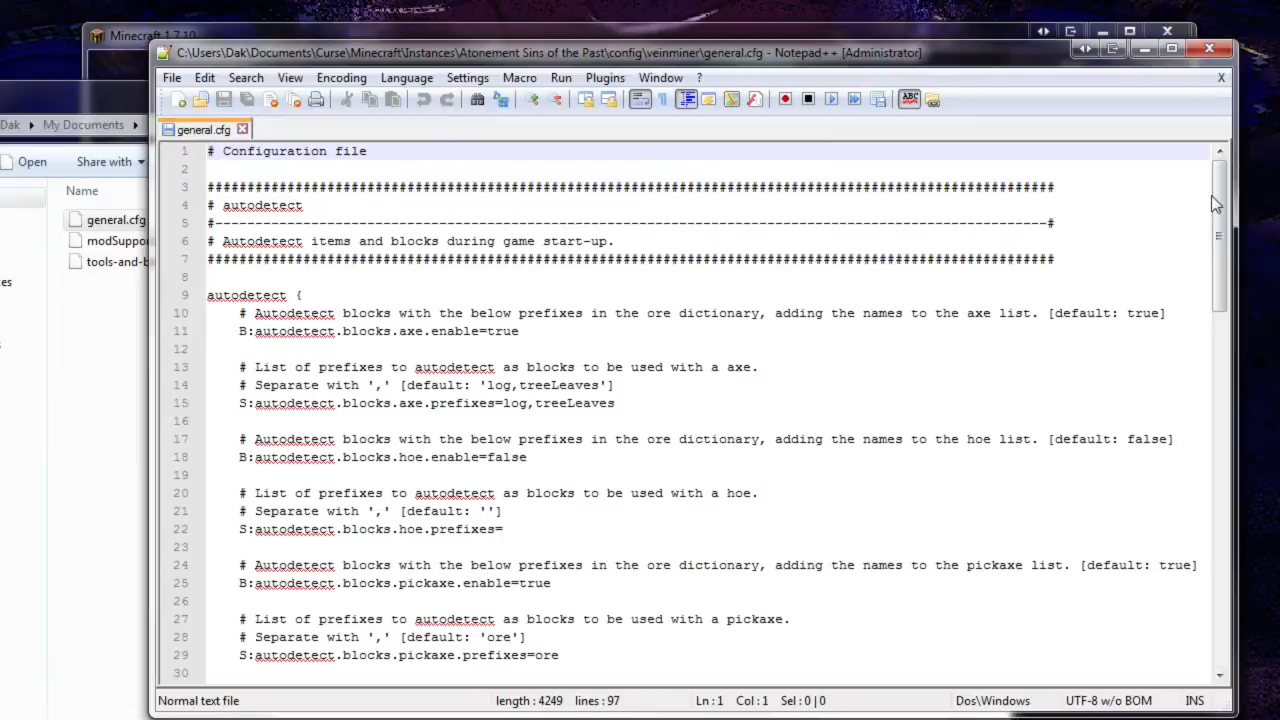 Minecraft 1.7.10
C:\Users\Dak\Documents\Curse\Minecraft\Instances\Atonement Sins of the Past\config\veinminer\general.cfg - Notepad++ [Administrator]
File Edit Search View Encoding Language Settings Macro Run Plugins Window ? X
general.cfg
Dak My Documents
Open Share with
Name
general.cfg
modSuppo
tools-and-b
es
1 # Configuration file
2
3 ###########################################################################################################
4 # autodetect
5 #---------------------------------------------------------------------------------------------------------#
6 # Autodetect items and blocks during game start-up.
7 ###########################################################################################################
8
9 autodetect {
10 # Autodetect blocks with the below prefixes in the ore dictionary, adding the names to the axe list. [default: true]
11 B:autodetect.blocks.axe.enable=true
12
13 # List of prefixes to autodetect as blocks to be used with a axe.
14 # Separate with ',' [default: 'log,treeLeaves']
15 S:autodetect.blocks.axe.prefixes=log,treeLeaves
16
17 # Autodetect blocks with the below prefixes in the ore dictionary, adding the names to the hoe list. [default: false]
18 B:autodetect.blocks.hoe.enable=false
19
20 # List of prefixes to autodetect as blocks to be used with a hoe.
21 # Separate with ',' [default: '']
22 S:autodetect.blocks.hoe.prefixes=
23
24 # Autodetect blocks with the below prefixes in the ore dictionary, adding the names to the pickaxe list. [default: true]
25 B:autodetect.blocks.pickaxe.enable=true
26
27 # List of prefixes to autodetect as blocks to be used with a pickaxe.
28 # Separate with ',' [default: 'ore']
29 S:autodetect.blocks.pickaxe.prefixes=ore
30
Normal text file length : 4249 lines : 97 Ln : 1 Col : 1 Sel : 0 | 0 Dos\Windows UTF-8 w/o BOM INS